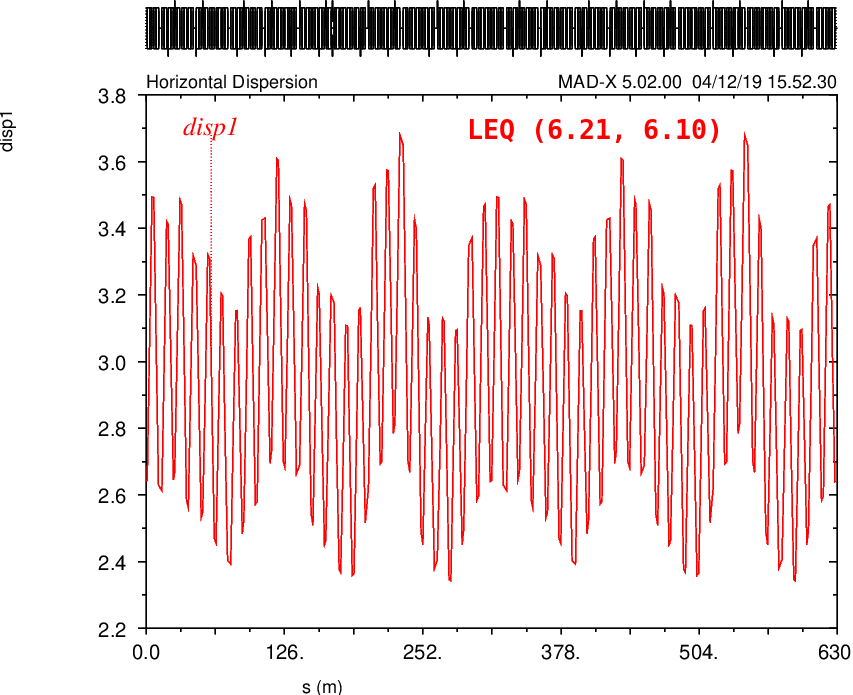 Horizontal Dispersion MAD-X 5.02.00 04/12/19 15.52.30
disp1
3.8
3.6
3.4
3.2
3.0
2.8
2.6
2.4
2.2
disp1
LEQ (6.21, 6.10)
0.0 126. 252. 378. 504. 630
s (m)